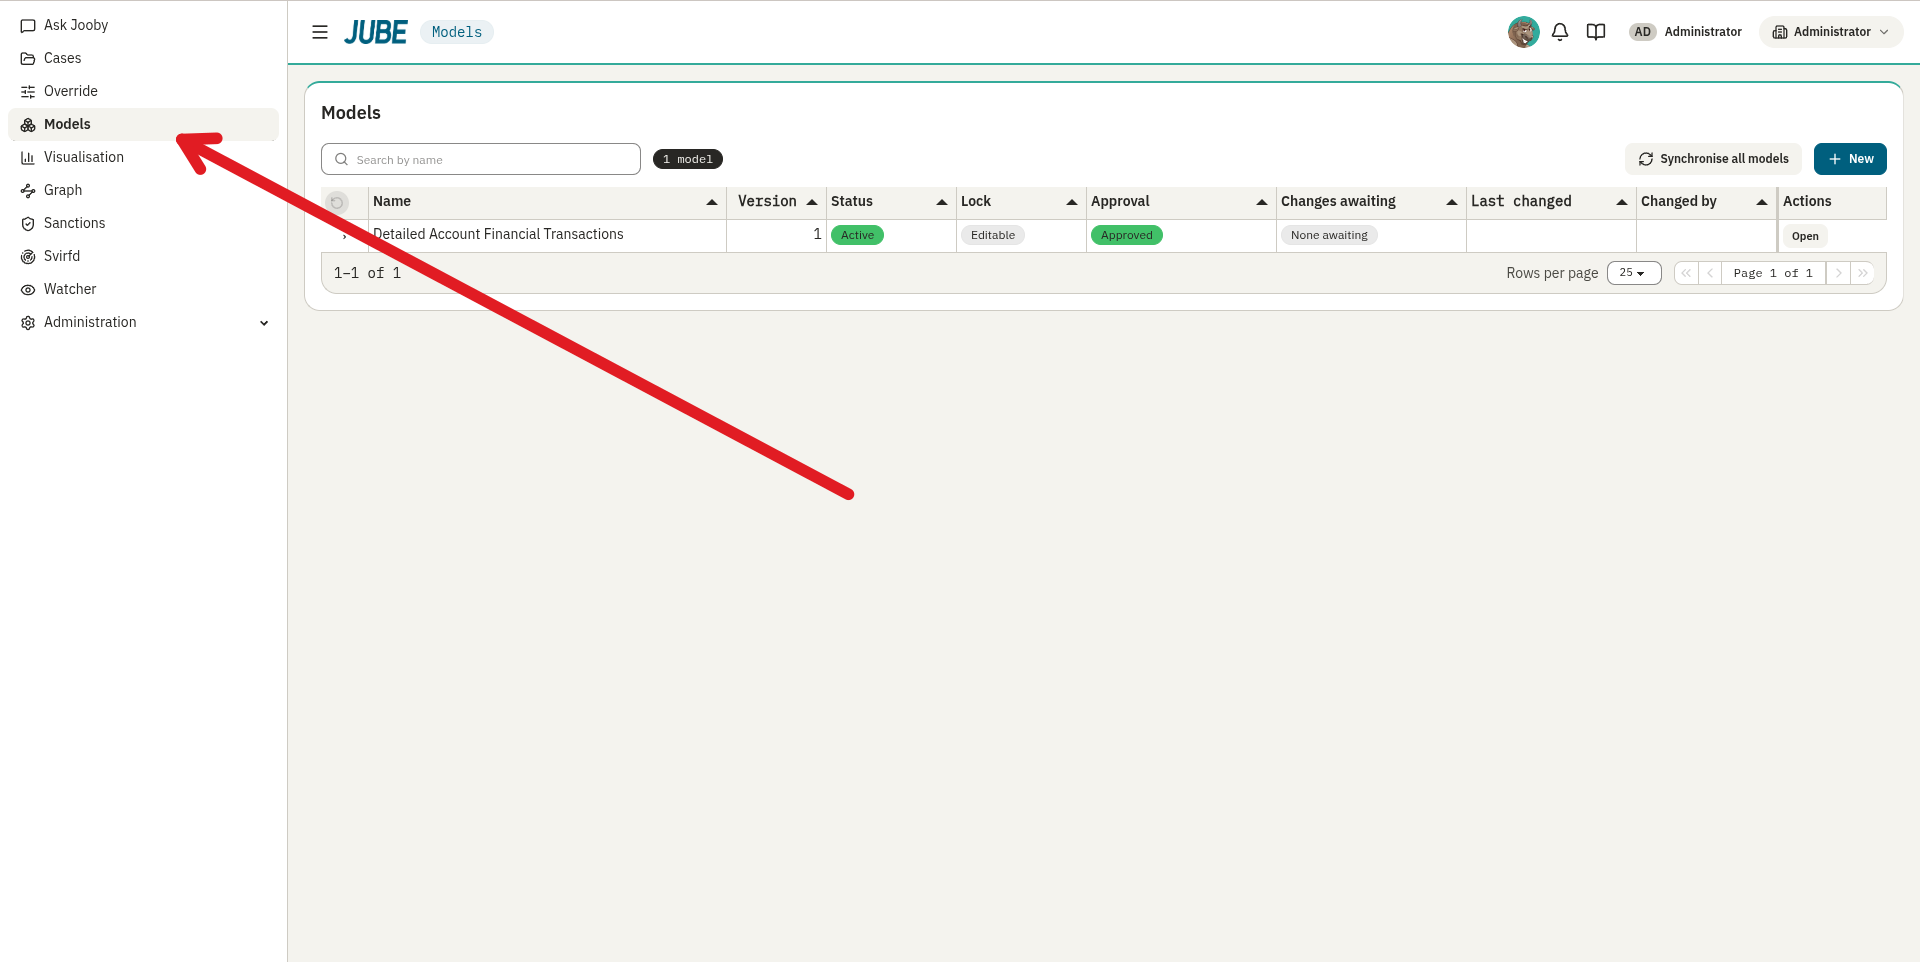 Ask Jooby
Cases
Override
Models
Visualisation
Graph
Sanctions
Svirfd
Watcher
Administration
JUBE Models
AD Administrator Administrator
Models
Search by name 1 model Synchronise all models New
Name Version Status Lock Approval Changes awaiting Last changed Changed by Actions
Detailed Account Financial Transactions 1 Active Editable Approved None awaiting Open
1–1 of 1 Rows per page 25 Page 1 of 1